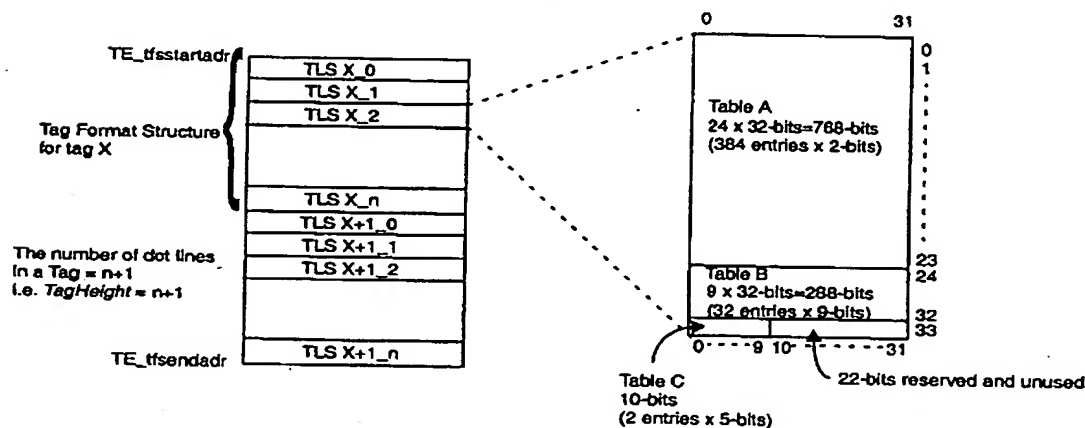 TE_tfsstartadr
Tag Format Structure
for tag X
The number of dot lines
in a Tag = n+1
i.e. TagHeight = n+1
TE_tfsendadr
TLS X_0
TLS X_1
TLS X_2
TLS X_n
TLS X+1_0
TLS X+1_1
TLS X+1_2
TLS X+1_n
0 31
0
1
Table A
24 x 32-bits=768-bits
(384 entries x 2-bits)
23
24
Table B
9 x 32-bits=288-bits
(32 entries x 9-bits)
32
33
0 - - - - 9 10 - - - - - - - - - 31
Table C
10-bits
(2 entries x 5-bits)
22-bits reserved and unused